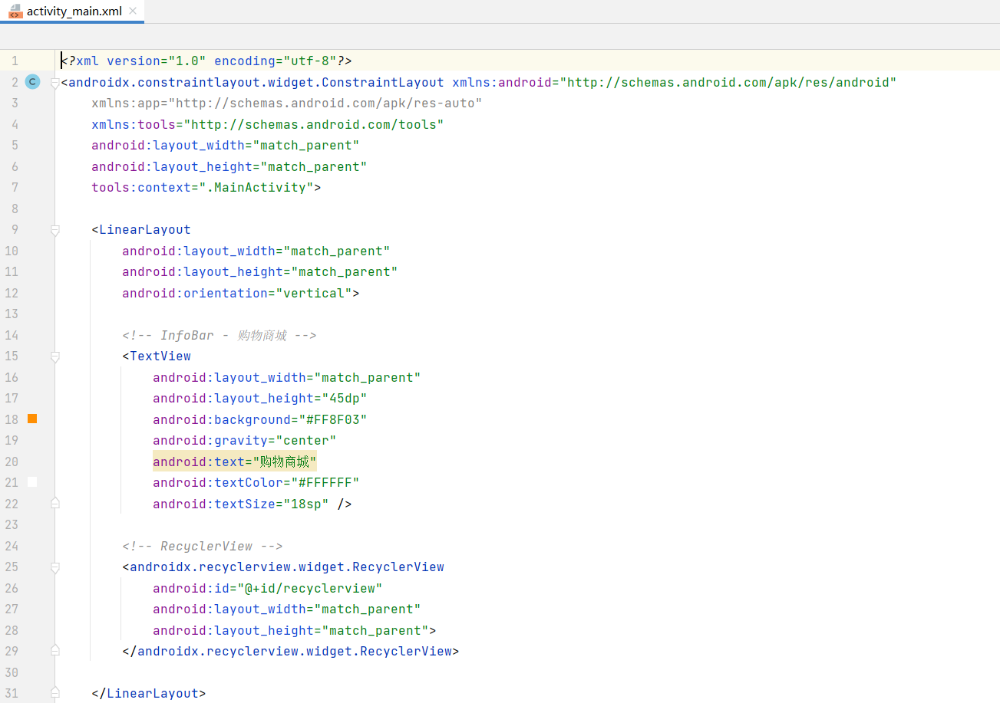 activity_main.xml
1 <?xml version="1.0" encoding="utf-8"?>
2 C <androidx.constraintlayout.widget.ConstraintLayout xmlns:android="http://schemas.android.com/apk/res/android"
3     xmlns:app="http://schemas.android.com/apk/res-auto"
4     xmlns:tools="http://schemas.android.com/tools"
5     android:layout_width="match_parent"
6     android:layout_height="match_parent"
7     tools:context=".MainActivity">
8
9     <LinearLayout
10         android:layout_width="match_parent"
11         android:layout_height="match_parent"
12         android:orientation="vertical">
13
14         <!-- InfoBar - 购物商城 -->
15         <TextView
16             android:layout_width="match_parent"
17             android:layout_height="45dp"
18             android:background="#FF8F03"
19             android:gravity="center"
20             android:text="购物商城"
21             android:textColor="#FFFFFF"
22             android:textSize="18sp" />
23
24         <!-- RecyclerView -->
25         <androidx.recyclerview.widget.RecyclerView
26             android:id="@+id/recyclerview"
27             android:layout_width="match_parent"
28             android:layout_height="match_parent">
29         </androidx.recyclerview.widget.RecyclerView>
30
31     </LinearLayout>